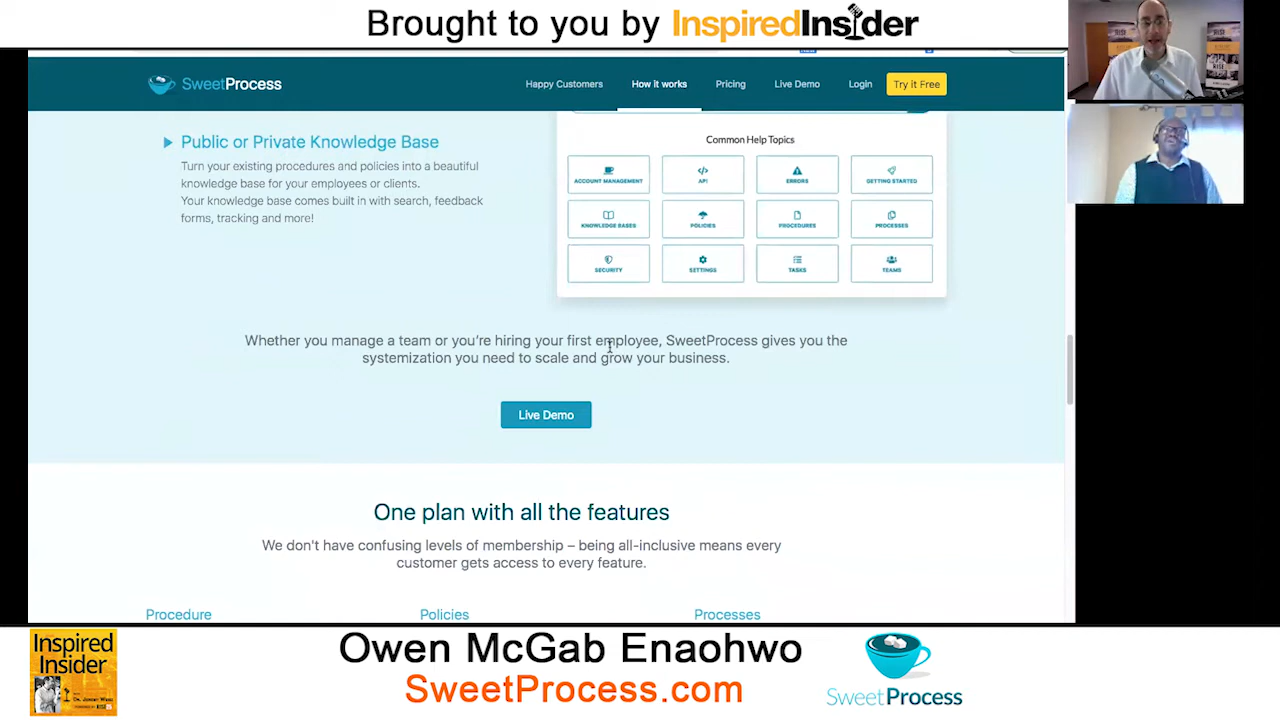 Brought to you by InspiredInsider
SweetProcess
Happy Customers
How it works
Pricing
Live Demo
Login
Try it Free
Public or Private Knowledge Base
Turn your existing procedures and policies into a beautiful
knowledge base for your employees or clients.
Your knowledge base comes built in with search, feedback
forms, tracking and more!
Common Help Topics
ACCOUNT MANAGEMENT
API
ERRORS
GETTING STARTED
KNOWLEDGE BASES
POLICIES
PROCEDURES
PROCESSES
SECURITY
SETTINGS
TASKS
TEAMS
Whether you manage a team or you're hiring your first employee, SweetProcess gives you the
systemization you need to scale and grow your business.
Live Demo
One plan with all the features
We don't have confusing levels of membership – being all-inclusive means every
customer gets access to every feature.
Procedure
Policies
Processes
Inspired
Insider
Owen McGab Enaohwo
SweetProcess.com
SweetProcess